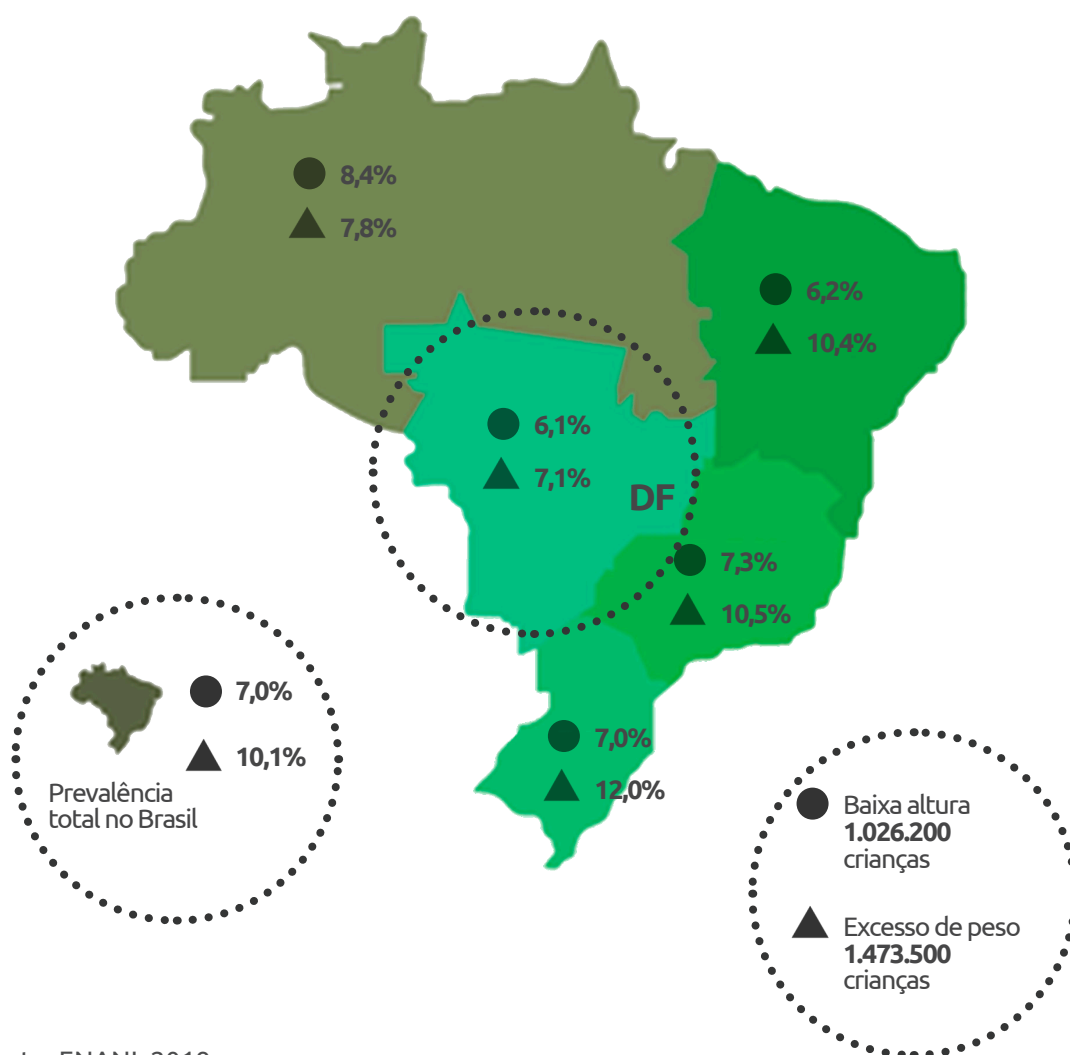 8,4%
7,8%
6,2%
10,4%
6,1%
7,1%
DF
7,3%
10,5%
7,0%
10,1%
Prevalência
total no Brasil
7,0%
12,0%
Baixa altura
1.026.200
crianças
Excesso de peso
1.473.500
crianças